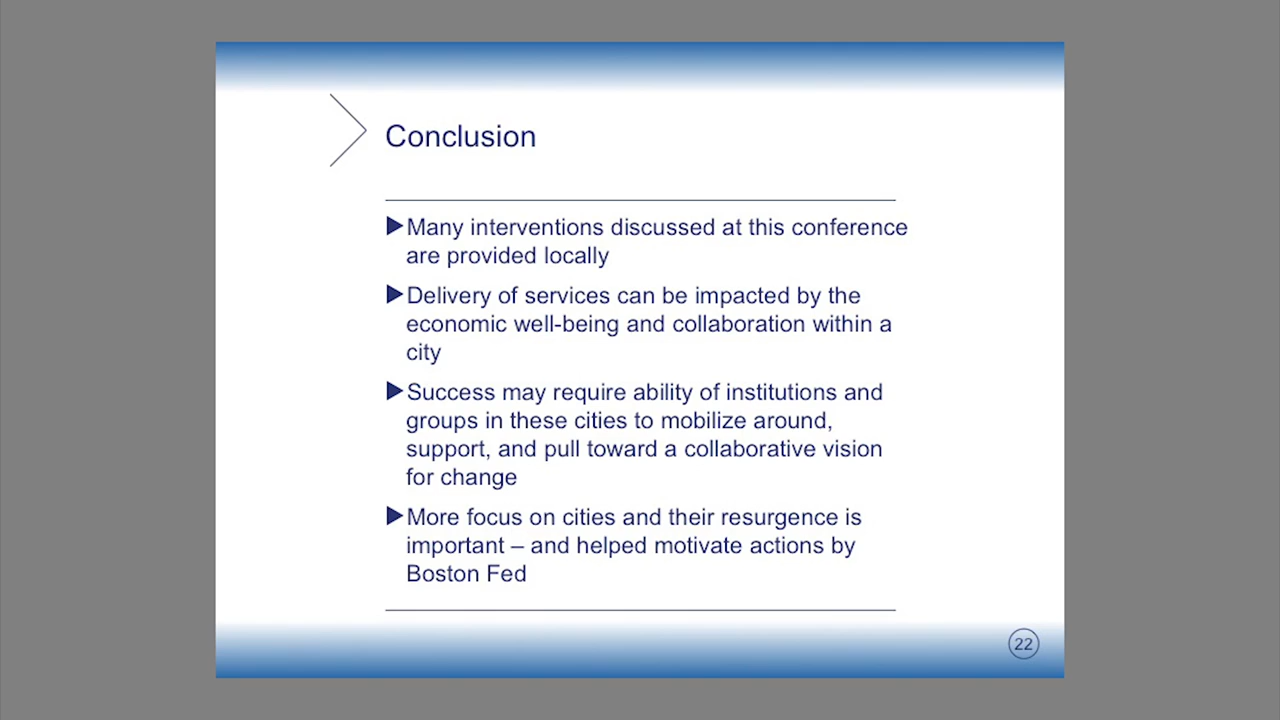 Conclusion
▶Many interventions discussed at this conference
are provided locally
▶Delivery of services can be impacted by the
economic well-being and collaboration within a
city
▶Success may require ability of institutions and
groups in these cities to mobilize around,
support, and pull toward a collaborative vision
for change
▶More focus on cities and their resurgence is
important – and helped motivate actions by
Boston Fed
22